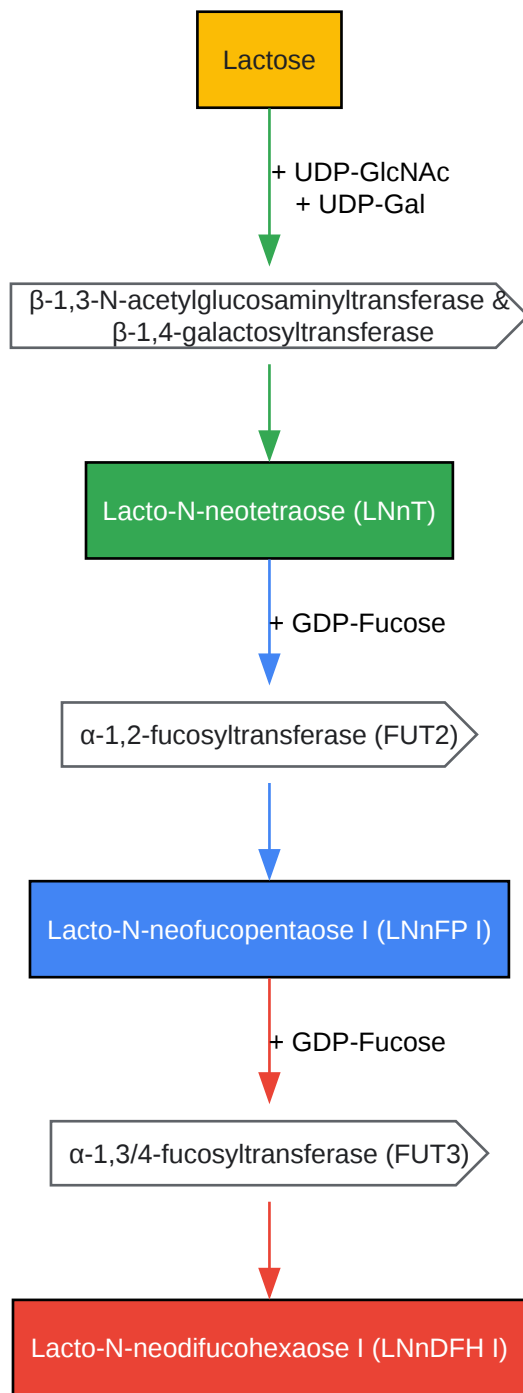 Lactose
+ UDP-GlcNAc
+ UDP-Gal
β-1,3-N-acetylglucosaminyltransferase &
β-1,4-galactosyltransferase
Lacto-N-neotetraose (LNnT)
+ GDP-Fucose
α-1,2-fucosyltransferase (FUT2)
Lacto-N-neofucopentaose I (LNnFP I)
+ GDP-Fucose
α-1,3/4-fucosyltransferase (FUT3)
Lacto-N-neodifucohexaose I (LNnDFH I)